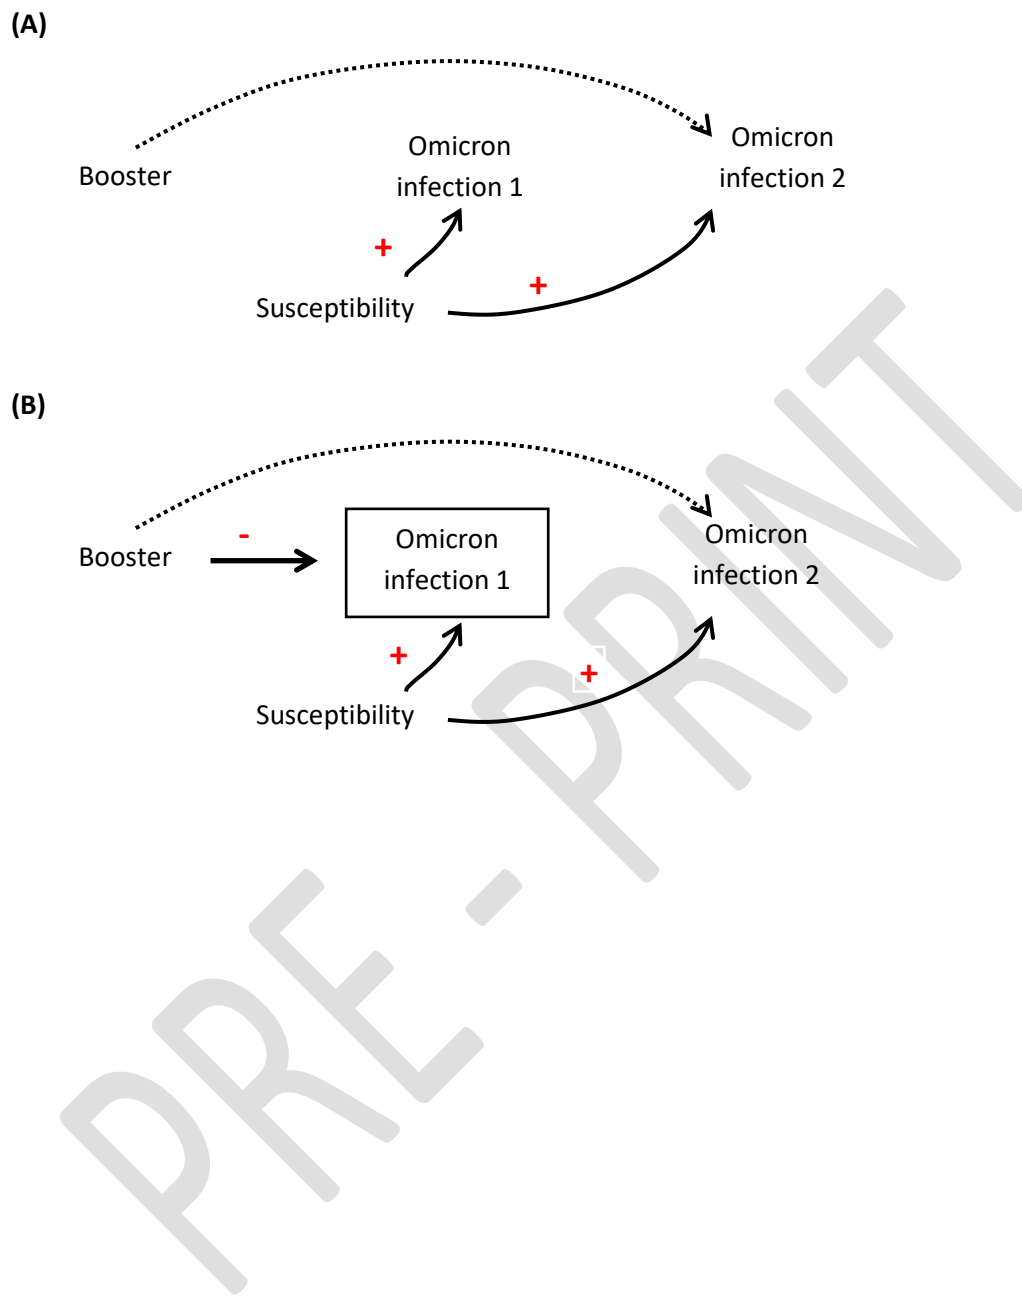 (A)
Booster
Omicron
infection 1
Omicron
infection 2
+
+
Susceptibility
(B)
Booster
-
Omicron
infection 1
Omicron
infection 2
+
+
Susceptibility
PRE - PRINT